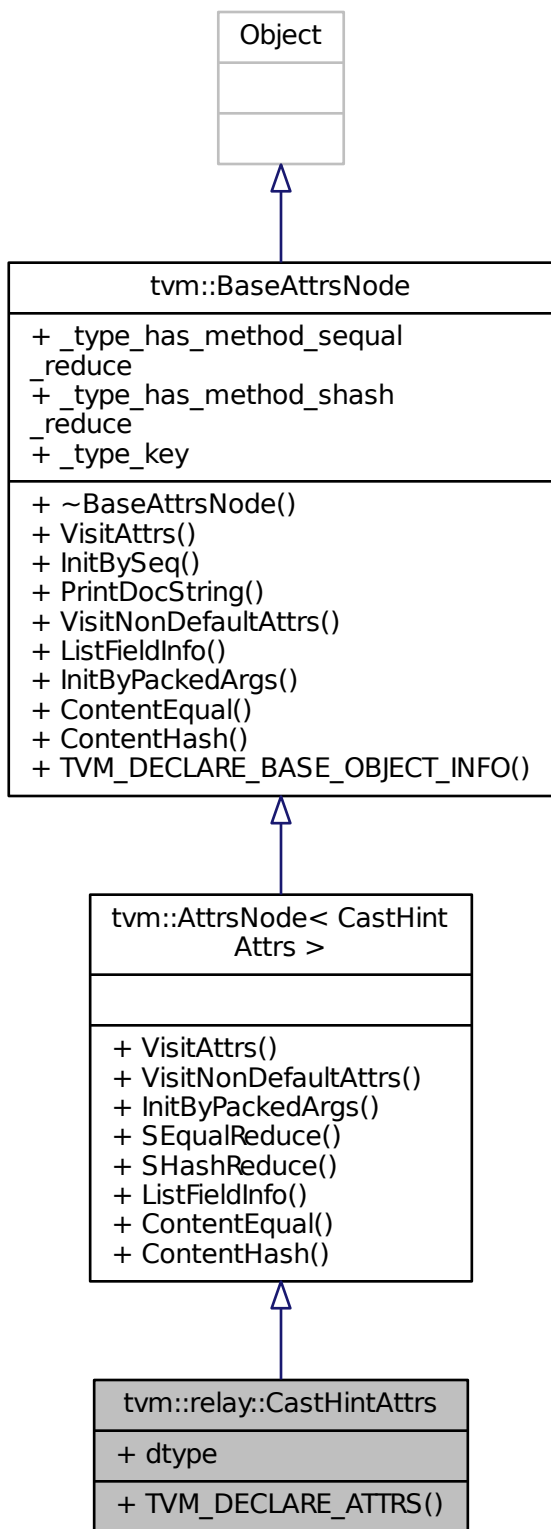 Object
tvm::BaseAttrsNode
+ _type_has_method_sequal
_reduce
+ _type_has_method_shash
_reduce
+ _type_key
+ ~BaseAttrsNode()
+ VisitAttrs()
+ InitBySeq()
+ PrintDocString()
+ VisitNonDefaultAttrs()
+ ListFieldInfo()
+ InitByPackedArgs()
+ ContentEqual()
+ ContentHash()
+ TVM_DECLARE_BASE_OBJECT_INFO()
tvm::AttrsNode< CastHint
Attrs >
+ VisitAttrs()
+ VisitNonDefaultAttrs()
+ InitByPackedArgs()
+ SEqualReduce()
+ SHashReduce()
+ ListFieldInfo()
+ ContentEqual()
+ ContentHash()
tvm::relay::CastHintAttrs
+ dtype
+ TVM_DECLARE_ATTRS()